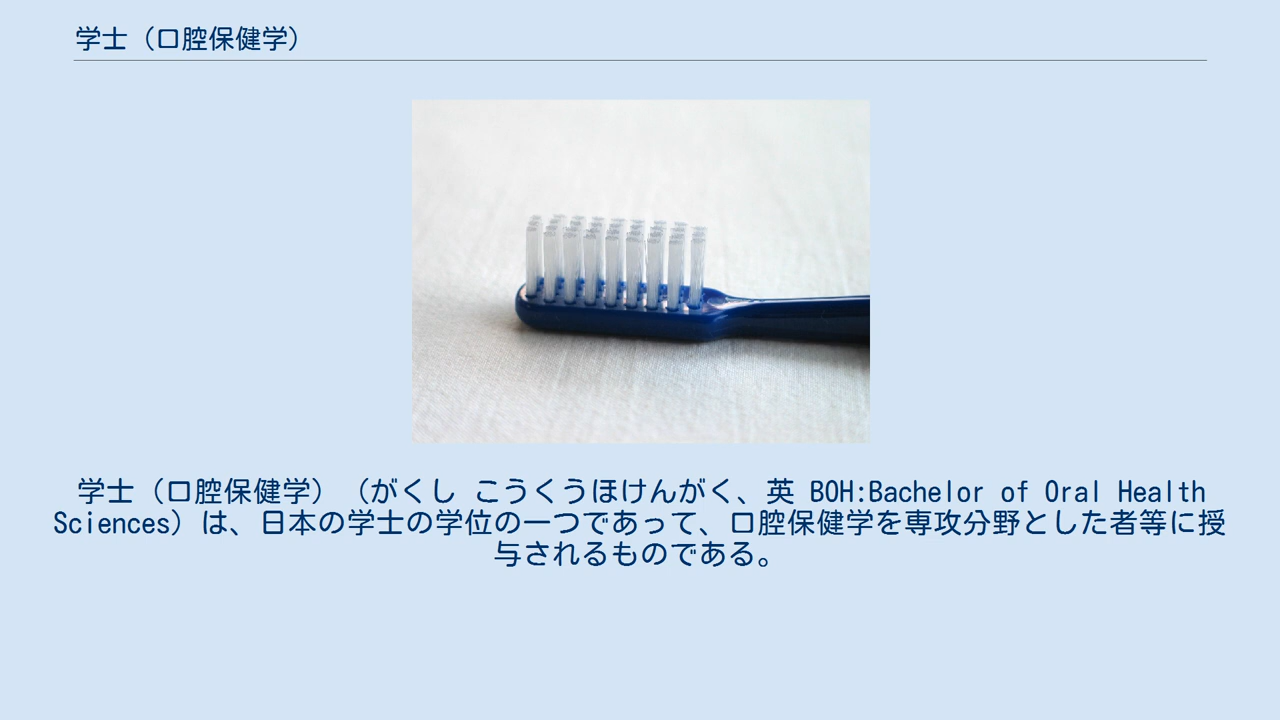 学士（口腔保健学）
学士（口腔保健学）（がくし こうくうほけんがく、英 BOH:Bachelor of Oral Health
Sciences）は、日本の学士の学位の一つであって、口腔保健学を専攻分野とした者等に授
与されるものである。